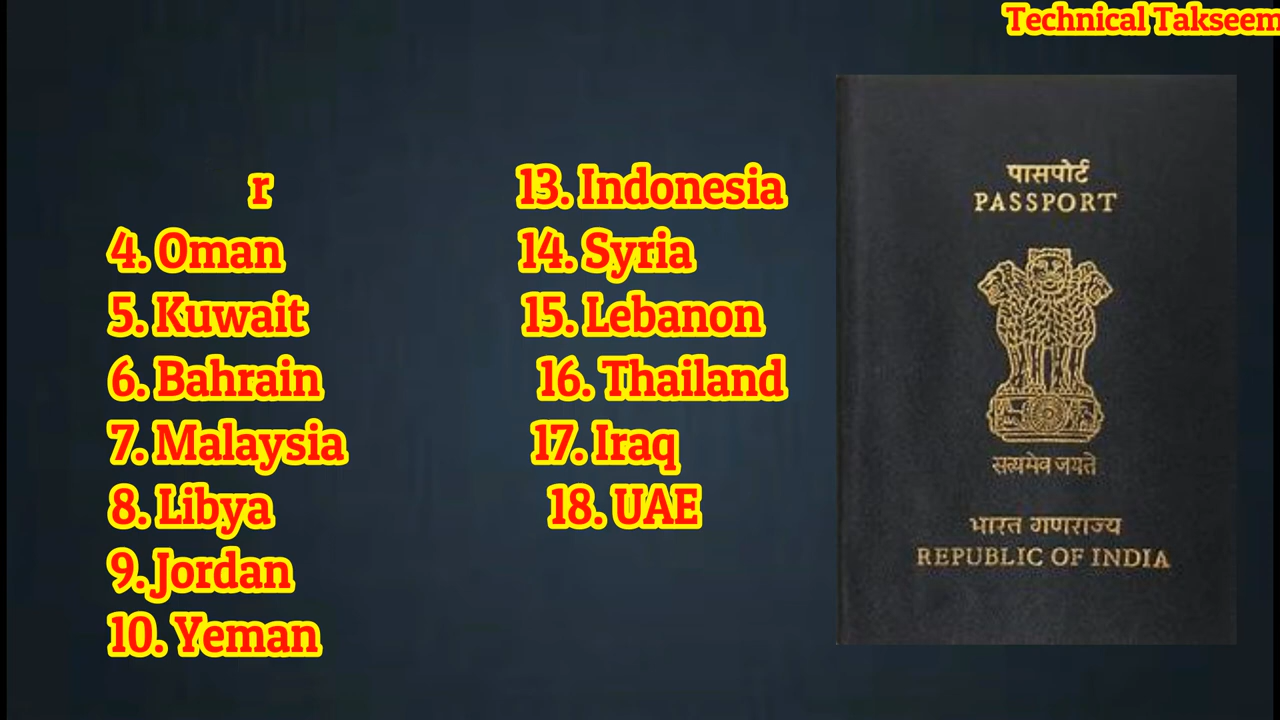 Technical Takseem
r
4. Oman
5. Kuwait
6. Bahrain
7. Malaysia
8. Libya
9. Jordan
10. Yeman
13. Indonesia
14. Syria
15. Lebanon
16. Thailand
17. Iraq
18. UAE
पासपोर्ट
PASSPORT
सत्यमेव जयते
भारत गणराज्य
REPUBLIC OF INDIA